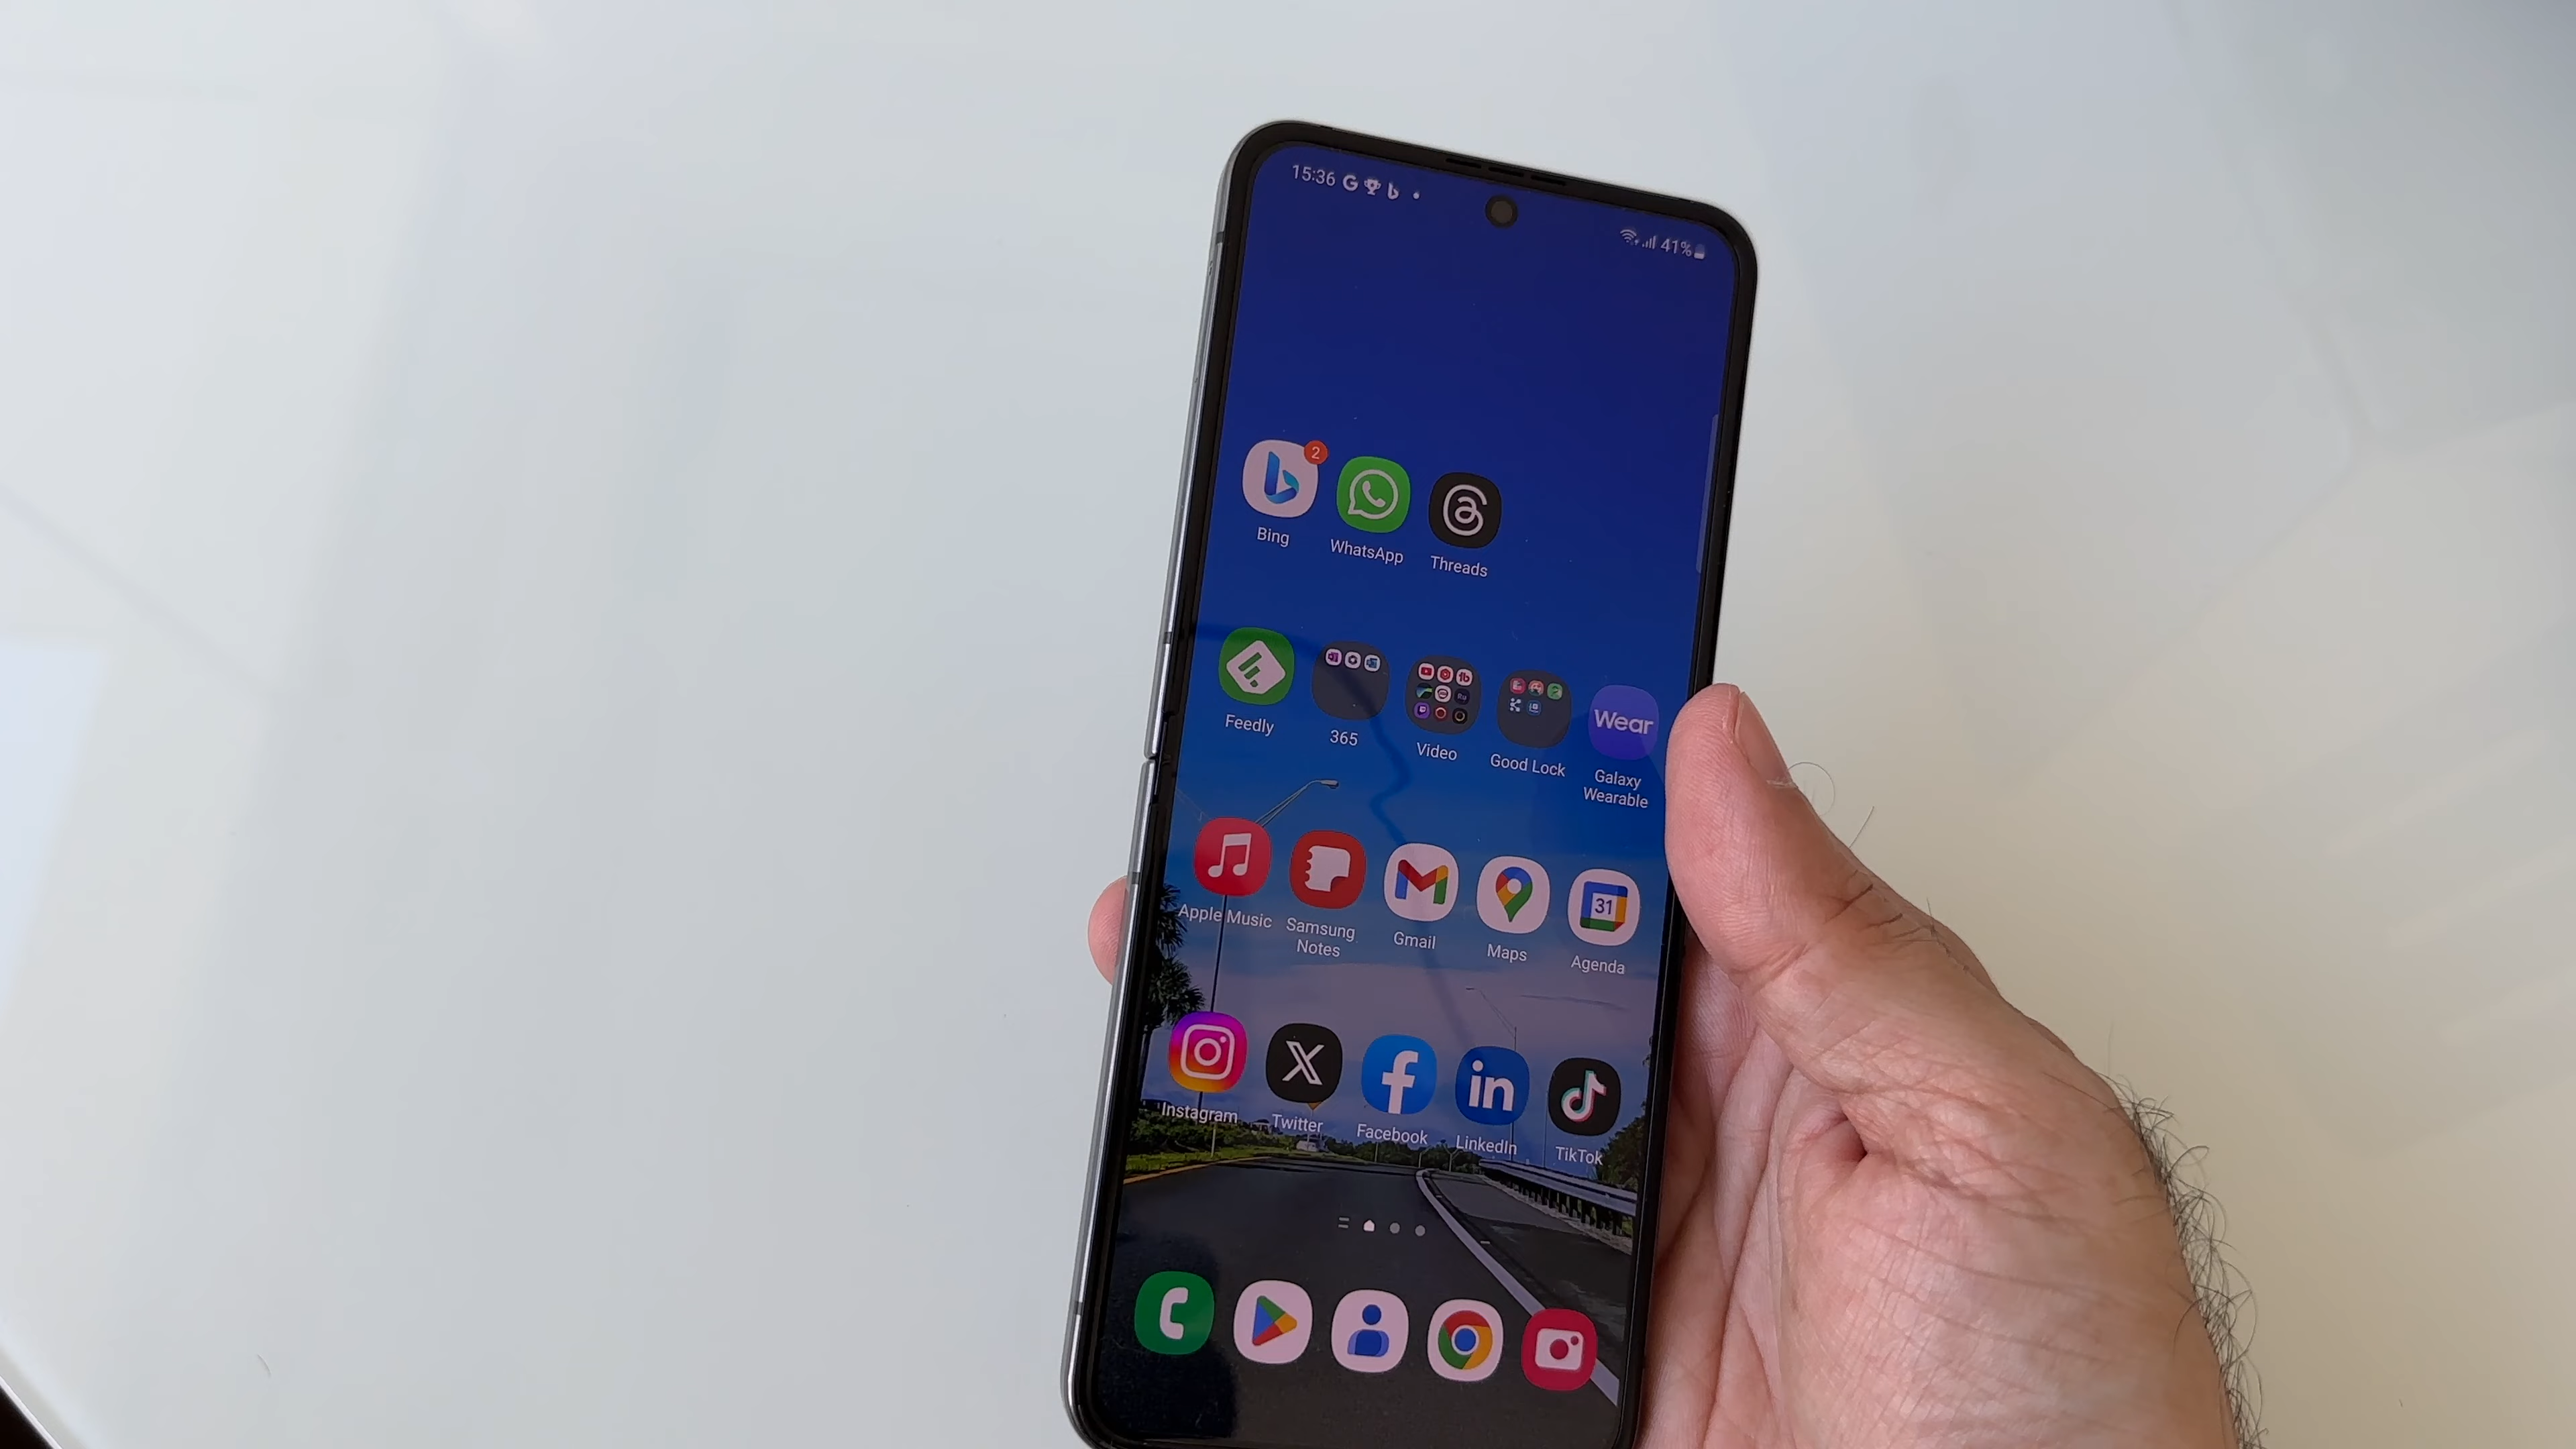 15:36
41%
2
Bing
WhatsApp
Threads
Wear
Feedly
365
Video
Good Lock
Galaxy
Wearable
31
Apple Music
Samsung
Notes
Gmail
Maps
Agenda
in
Instagram
Twitter
Facebook
LinkedIn
TikTok